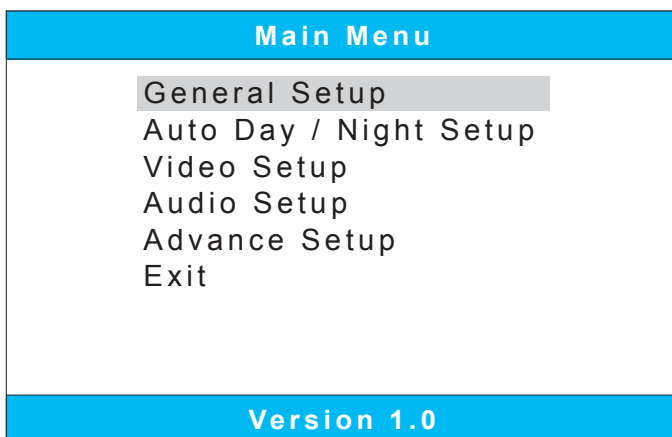 Main Menu
General Setup
Auto Day / Night Setup
Video Setup
Audio Setup
Advance Setup
Exit
Version 1.0